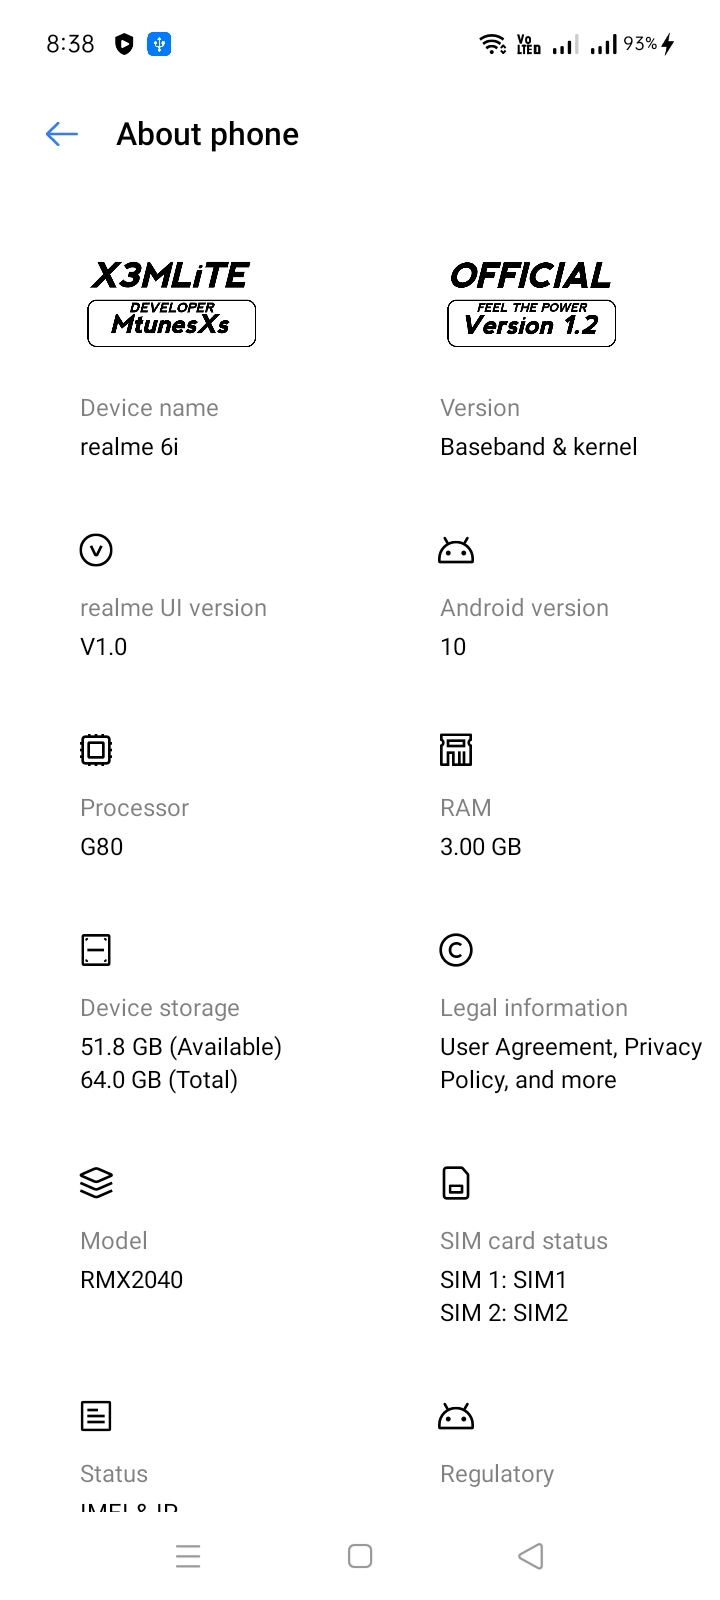 8:38
Vo LTE D 93%
About phone
X3MLiTE OFFICIAL
DEVELOPER FEEL THE POWER
MtunesXs Version 1.2
Device name Version
realme 6i Baseband & kernel
realme UI version Android version
V1.0 10
Processor RAM
G80 3.00 GB
Device storage Legal information
51.8 GB (Available) User Agreement, Privacy
64.0 GB (Total) Policy, and more
Model SIM card status
RMX2040 SIM 1: SIM1
SIM 2: SIM2
Status Regulatory
IMEI & IP